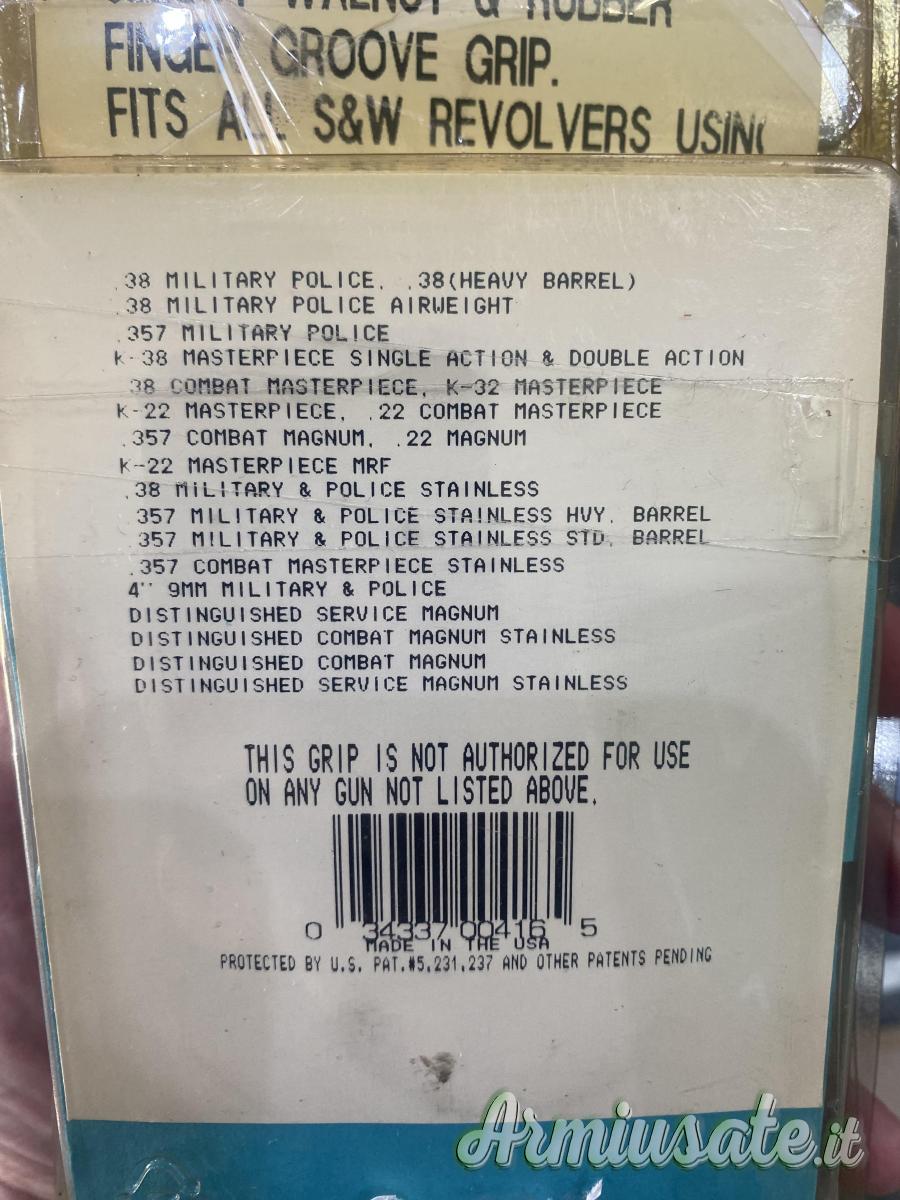 WALNUT & RUBBER
FINGER GROOVE GRIP.
FITS ALL S&W REVOLVERS USING
.38 MILITARY POLICE, .38(HEAVY BARREL)
.38 MILITARY POLICE AIRWEIGHT
.357 MILITARY POLICE
K-38 MASTERPIECE SINGLE ACTION & DOUBLE ACTION
.38 COMBAT MASTERPIECE, K-32 MASTERPIECE
K-22 MASTERPIECE, .22 COMBAT MASTERPIECE
.357 COMBAT MAGNUM, .22 MAGNUM
K-22 MASTERPIECE MRF
.38 MILITARY & POLICE STAINLESS
.357 MILITARY & POLICE STAINLESS HVY. BARREL
.357 MILITARY & POLICE STAINLESS STD. BARREL
.357 COMBAT MASTERPIECE STAINLESS
4'' 9MM MILITARY & POLICE
DISTINGUISHED SERVICE MAGNUM
DISTINGUISHED COMBAT MAGNUM STAINLESS
DISTINGUISHED COMBAT MAGNUM
DISTINGUISHED SERVICE MAGNUM STAINLESS
THIS GRIP IS NOT AUTHORIZED FOR USE
ON ANY GUN NOT LISTED ABOVE.
0 34337 00416 5
MADE IN THE USA
PROTECTED BY U.S. PAT.#5,231,237 AND OTHER PATENTS PENDING
Armiusate.it